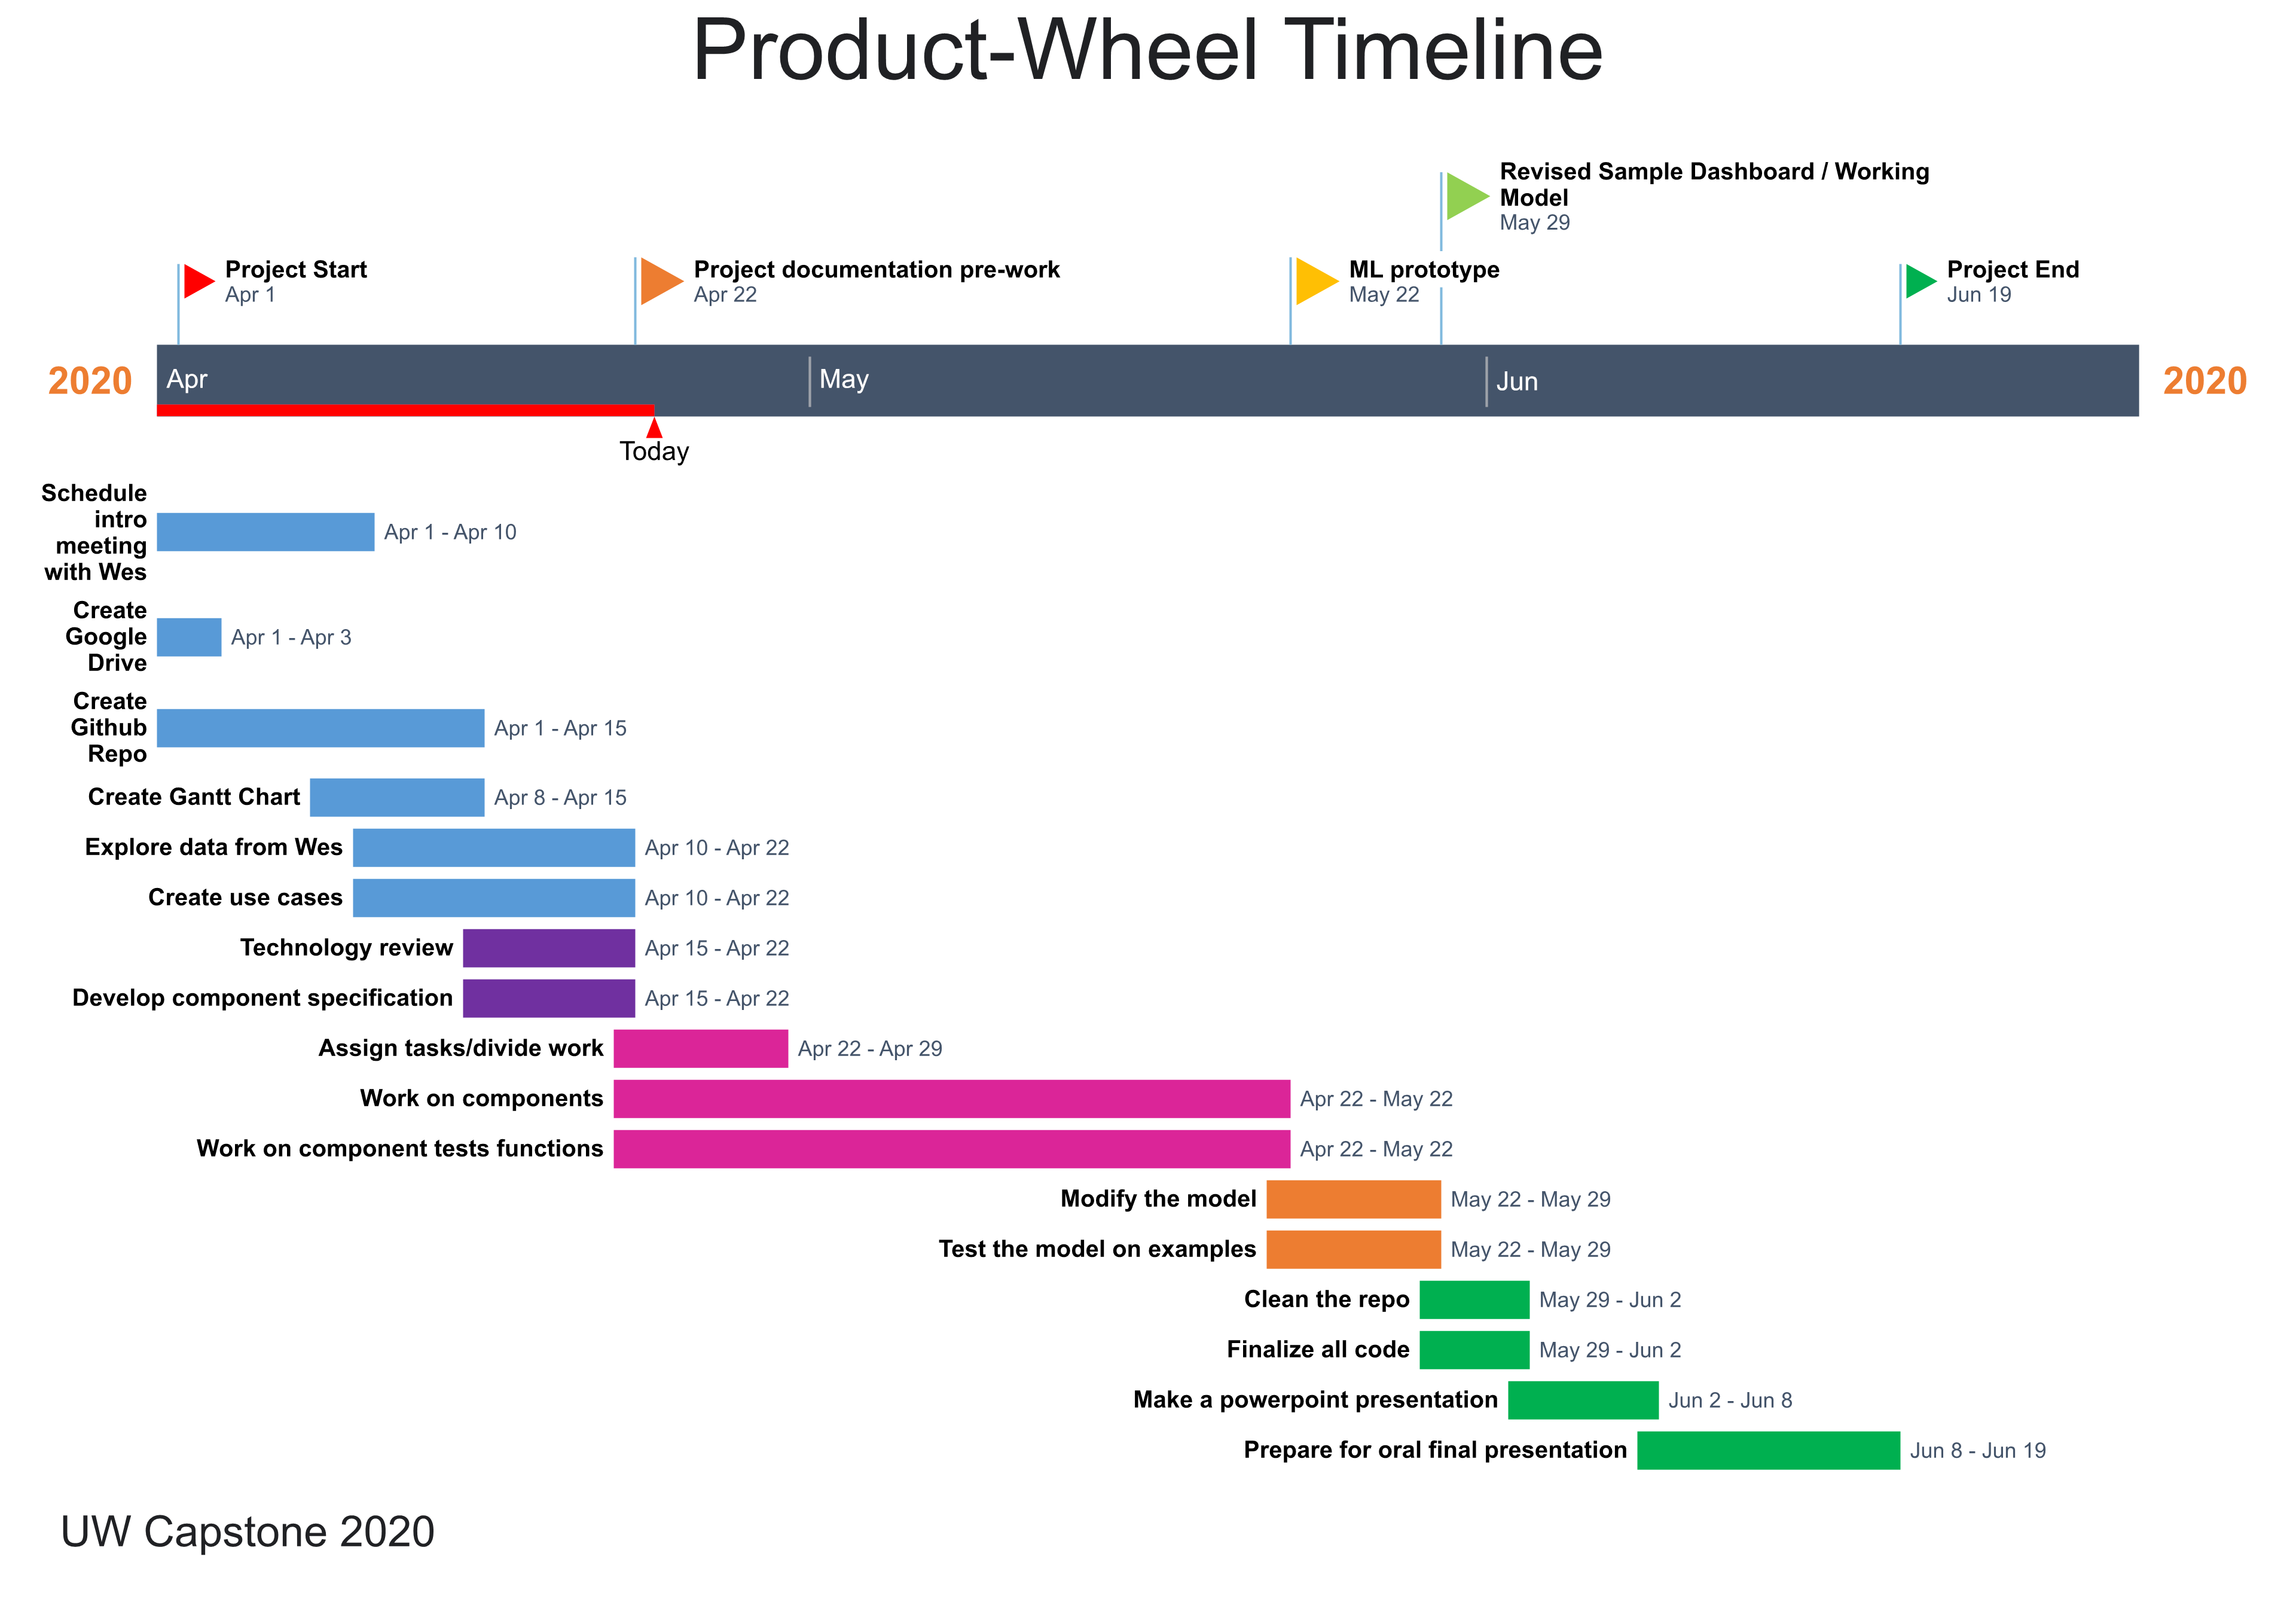 Product-Wheel Timeline
Revised Sample Dashboard / Working
Model
May 29
Project Start
Apr 1
Project documentation pre-work
Apr 22
ML prototype
May 22
Project End
Jun 19
2020
Apr
May
Jun
2020
Today
Schedule
intro
meeting
with Wes
Apr 1 - Apr 10
Create
Google
Drive
Apr 1 - Apr 3
Create
Github
Repo
Apr 1 - Apr 15
Create Gantt Chart
Apr 8 - Apr 15
Explore data from Wes
Apr 10 - Apr 22
Create use cases
Apr 10 - Apr 22
Technology review
Apr 15 - Apr 22
Develop component specification
Apr 15 - Apr 22
Assign tasks/divide work
Apr 22 - Apr 29
Work on components
Apr 22 - May 22
Work on component tests functions
Apr 22 - May 22
Modify the model
May 22 - May 29
Test the model on examples
May 22 - May 29
Clean the repo
May 29 - Jun 2
Finalize all code
May 29 - Jun 2
Make a powerpoint presentation
Jun 2 - Jun 8
Prepare for oral final presentation
Jun 8 - Jun 19
UW Capstone 2020